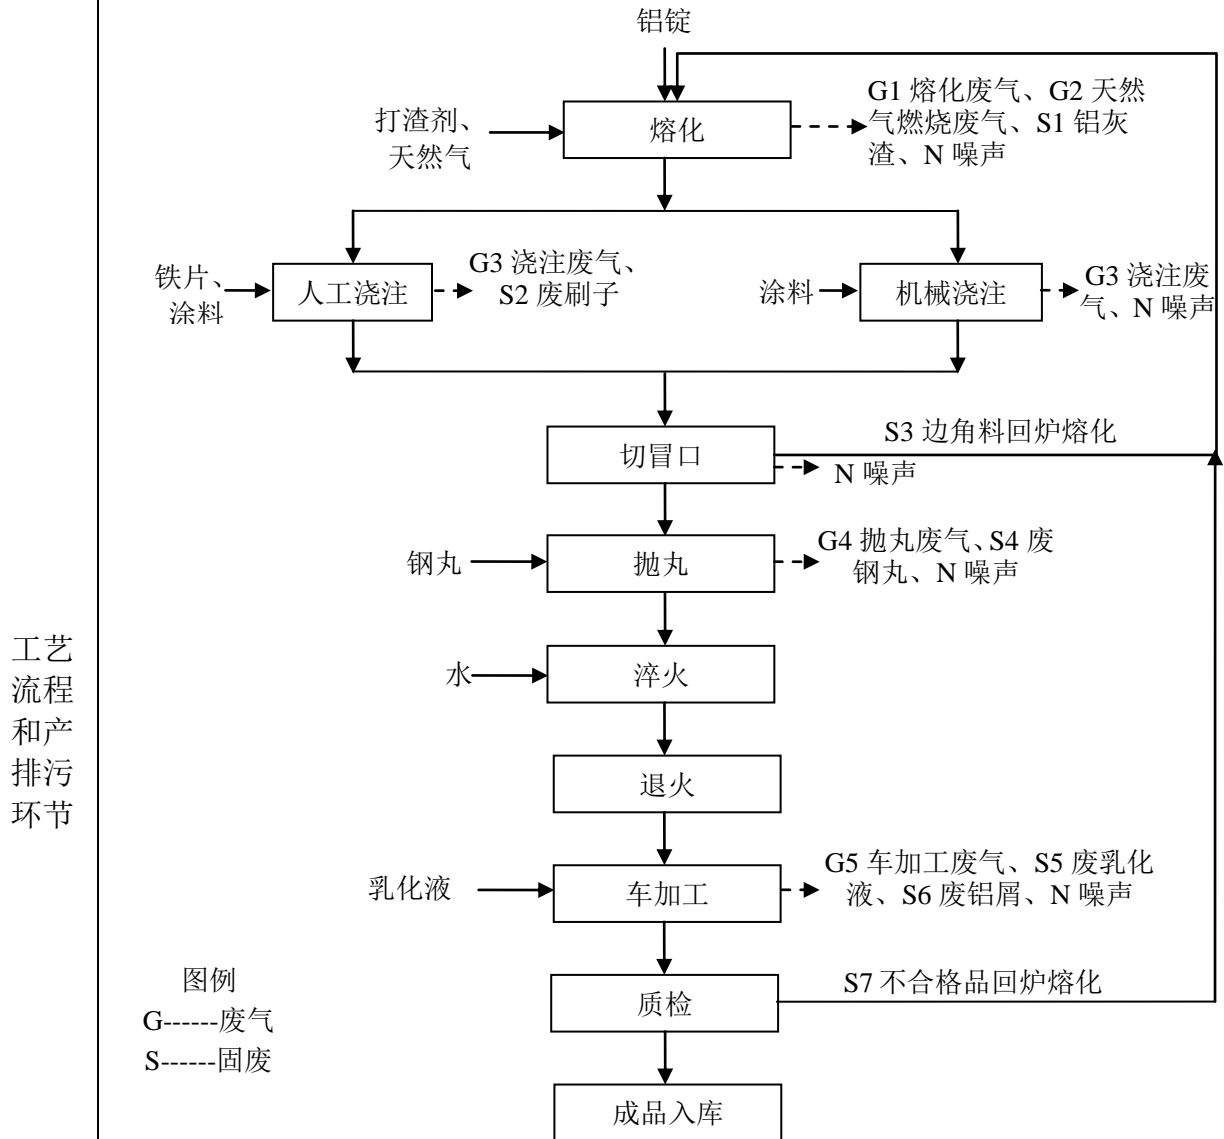 铝锭
打渣剂、
天然气
熔化
G1 熔化废气、G2 天然
气燃烧废气、S1 铝灰
渣、N 噪声
铁片、
涂料
人工浇注
G3 浇注废气、
S2 废刷子
涂料
机械浇注
G3 浇注废
气、N 噪声
切冒口
S3 边角料回炉熔化
N 噪声
钢丸
抛丸
G4 抛丸废气、S4 废
钢丸、N 噪声
水
淬火
退火
乳化液
车加工
G5 车加工废气、S5 废乳化
液、S6 废铝屑、N 噪声
质检
S7 不合格品回炉熔化
成品入库
工艺
流程
和产
排污
环节
图例
G------废气
S------固废